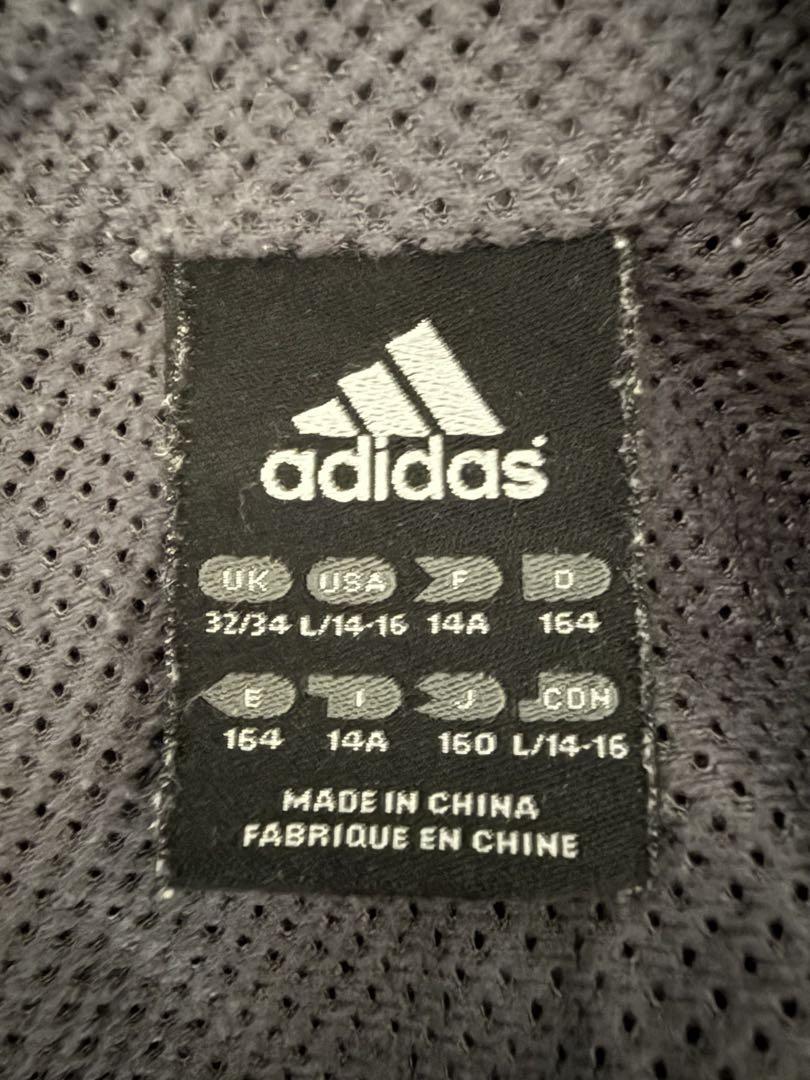 adidas
UK USA F D
32/34 L/14-16 14A 164
E I J CDN
164 14A 160 L/14-16
MADE IN CHINA
FABRIQUE EN CHINE